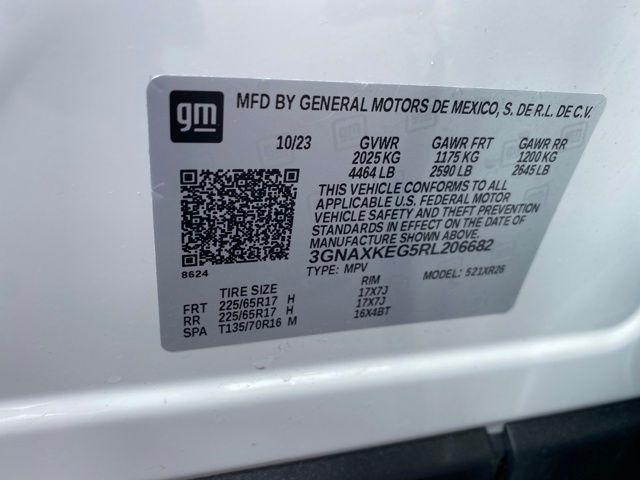 gm
MFD BY GENERAL MOTORS DE MEXICO, S. DE R.L. DE C.V.
10/23 GVWR GAWR FRT GAWR RR
2025 KG 1175 KG 1200 KG
4464 LB 2590 LB 2645 LB
THIS VEHICLE CONFORMS TO ALL
APPLICABLE U.S. FEDERAL MOTOR
VEHICLE SAFETY AND THEFT PREVENTION
STANDARDS IN EFFECT ON THE DATE OF
MANUFACTURE SHOWN ABOVE.
3GNAXKEG5RL206682
8624
TYPE: MPV MODEL: 521XR26
TIRE SIZE RIM
FRT 225/65R17 H 17X7J
RR 225/65R17 H 17X7J
SPA T135/70R16 M 16X4BT